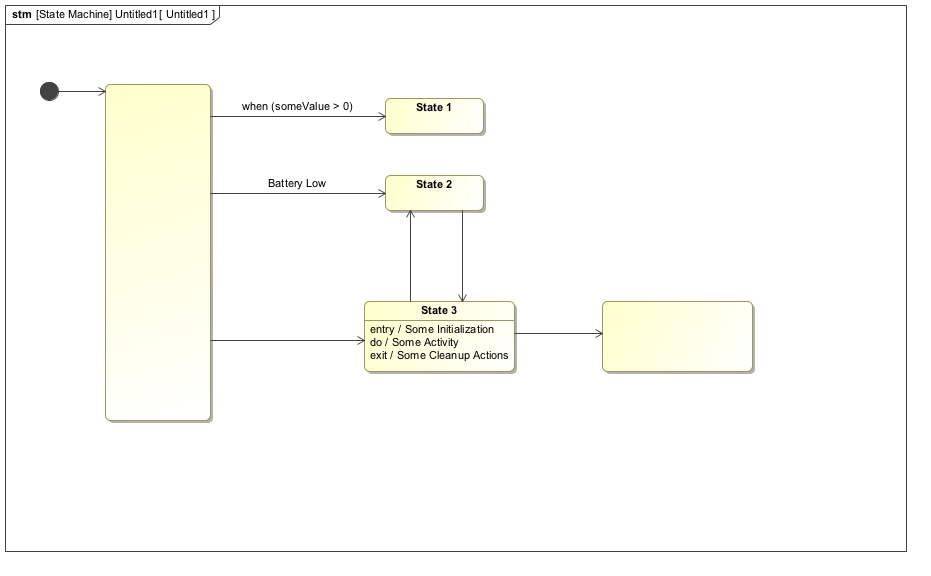 stm [State Machine] Untitled1[ Untitled1 ]
when (someValue > 0)
State 1
Battery Low
State 2
State 3
entry / Some Initialization
do / Some Activity
exit / Some Cleanup Actions